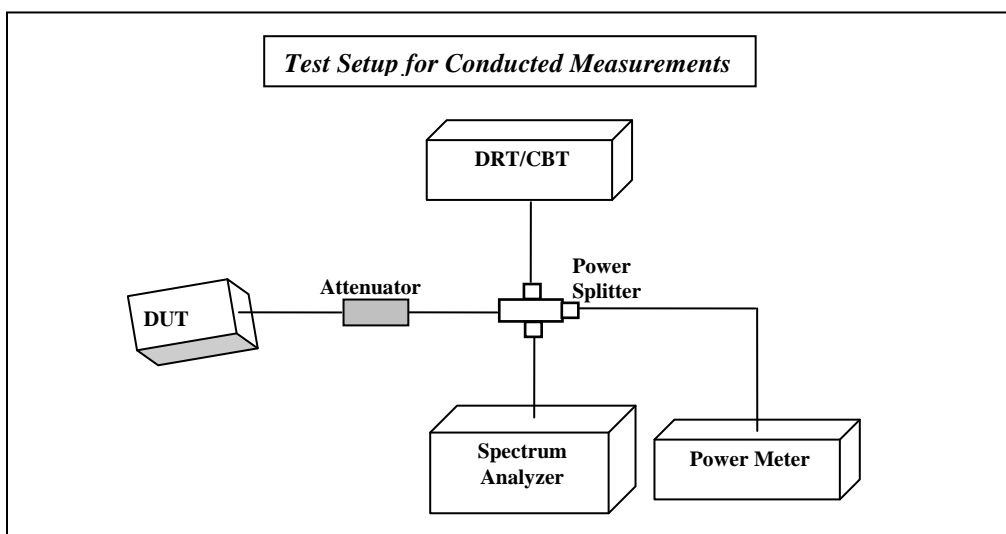 Test Setup for Conducted Measurements
DRT/CBT
Power
Splitter
Attenuator
DUT
Spectrum
Analyzer
Power Meter